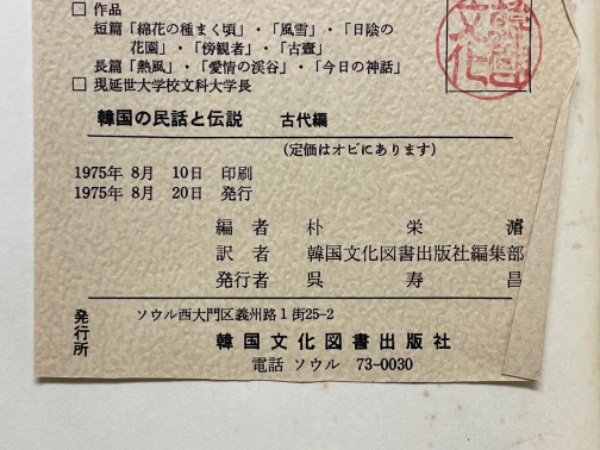 □ 作品
短篇「綿花の種まく頃」・「風雪」・「日陰の
花園」・「傍観者」・「古壺」
長篇「熱風」・「愛情の渓谷」・「今日の神話」
□ 現延世大学校文科大学長
韓国の民話と伝説 古代編
(定価はオビにあります)
1975年 8月 10日 印刷
1975年 8月 20日 発行
編者 朴栄濬
訳者 韓国文化図書出版社編集部
発行者 呉寿昌
発行所
ソウル西大門区義州路1街25-2
韓国文化図書出版社
電話 ソウル 73-0030